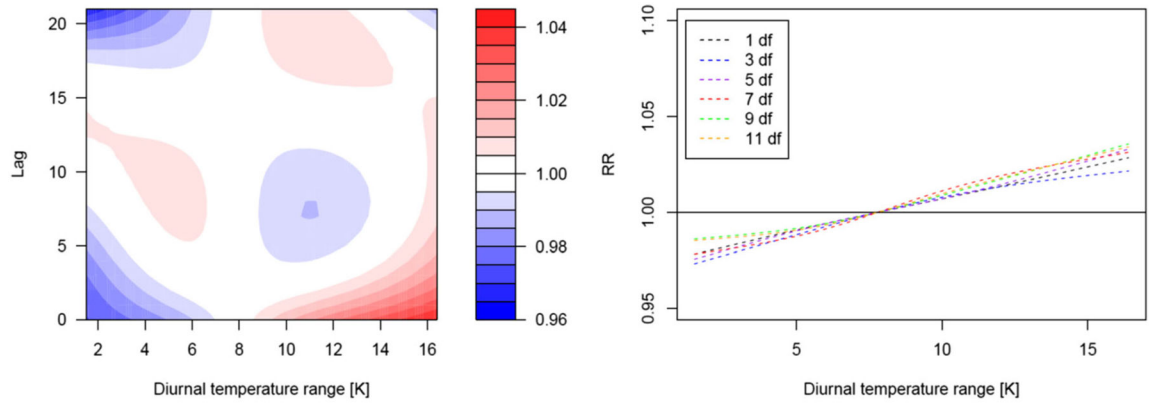 20
15
10
5
0
Lag
2 4 6 8 10 12 14 16
Diurnal temperature range [K]
1.04
1.02
1.00
0.98
0.96
1.10
1.05
1.00
0.95
RR
1 df
3 df
5 df
7 df
9 df
11 df
5 10 15
Diurnal temperature range [K]